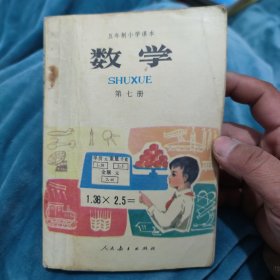 五年制小学课本
数学
SHUXUE
第七册
1.36 × 2.5 =
人民教育出版社